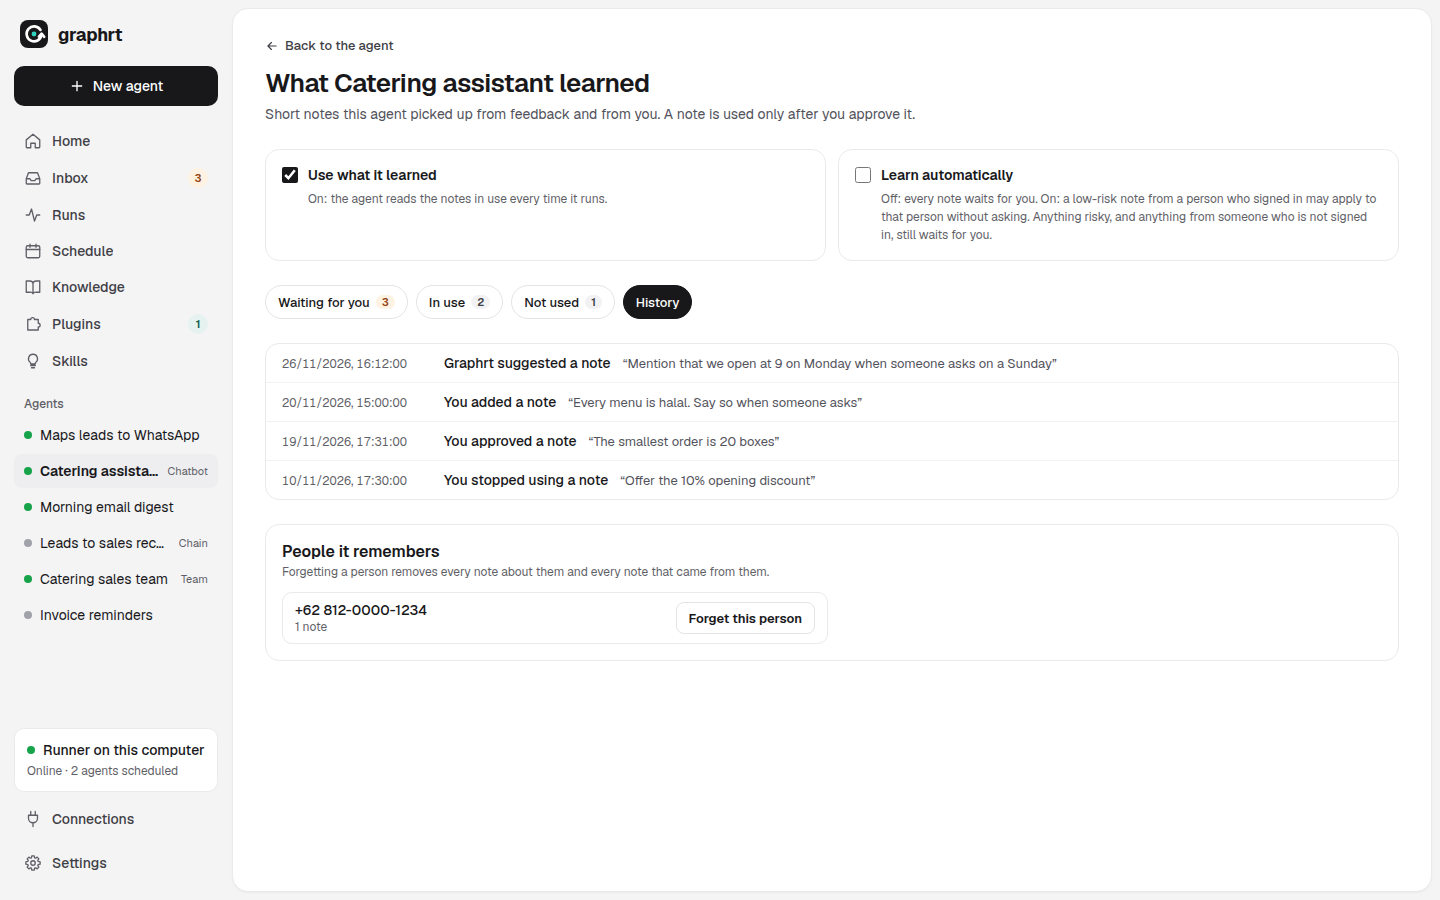 graphrt
New agent
Home
Inbox 3
Runs
Schedule
Knowledge
Plugins 1
Skills
Agents
Maps leads to WhatsApp
Catering assista... Chatbot
Morning email digest
Leads to sales rec... Chain
Catering sales team Team
Invoice reminders
Runner on this computer
Online · 2 agents scheduled
Connections
Settings
← Back to the agent
What Catering assistant learned
Short notes this agent picked up from feedback and from you. A note is used only after you approve it.
Use what it learned
On: the agent reads the notes in use every time it runs.
Learn automatically
Off: every note waits for you. On: a low-risk note from a person who signed in may apply to
that person without asking. Anything risky, and anything from someone who is not signed
in, still waits for you.
Waiting for you 3 In use 2 Not used 1 History
26/11/2026, 16:12:00 Graphrt suggested a note “Mention that we open at 9 on Monday when someone asks on a Sunday”
20/11/2026, 15:00:00 You added a note “Every menu is halal. Say so when someone asks”
19/11/2026, 17:31:00 You approved a note “The smallest order is 20 boxes”
10/11/2026, 17:30:00 You stopped using a note “Offer the 10% opening discount”
People it remembers
Forgetting a person removes every note about them and every note that came from them.
+62 812-0000-1234
1 note
Forget this person